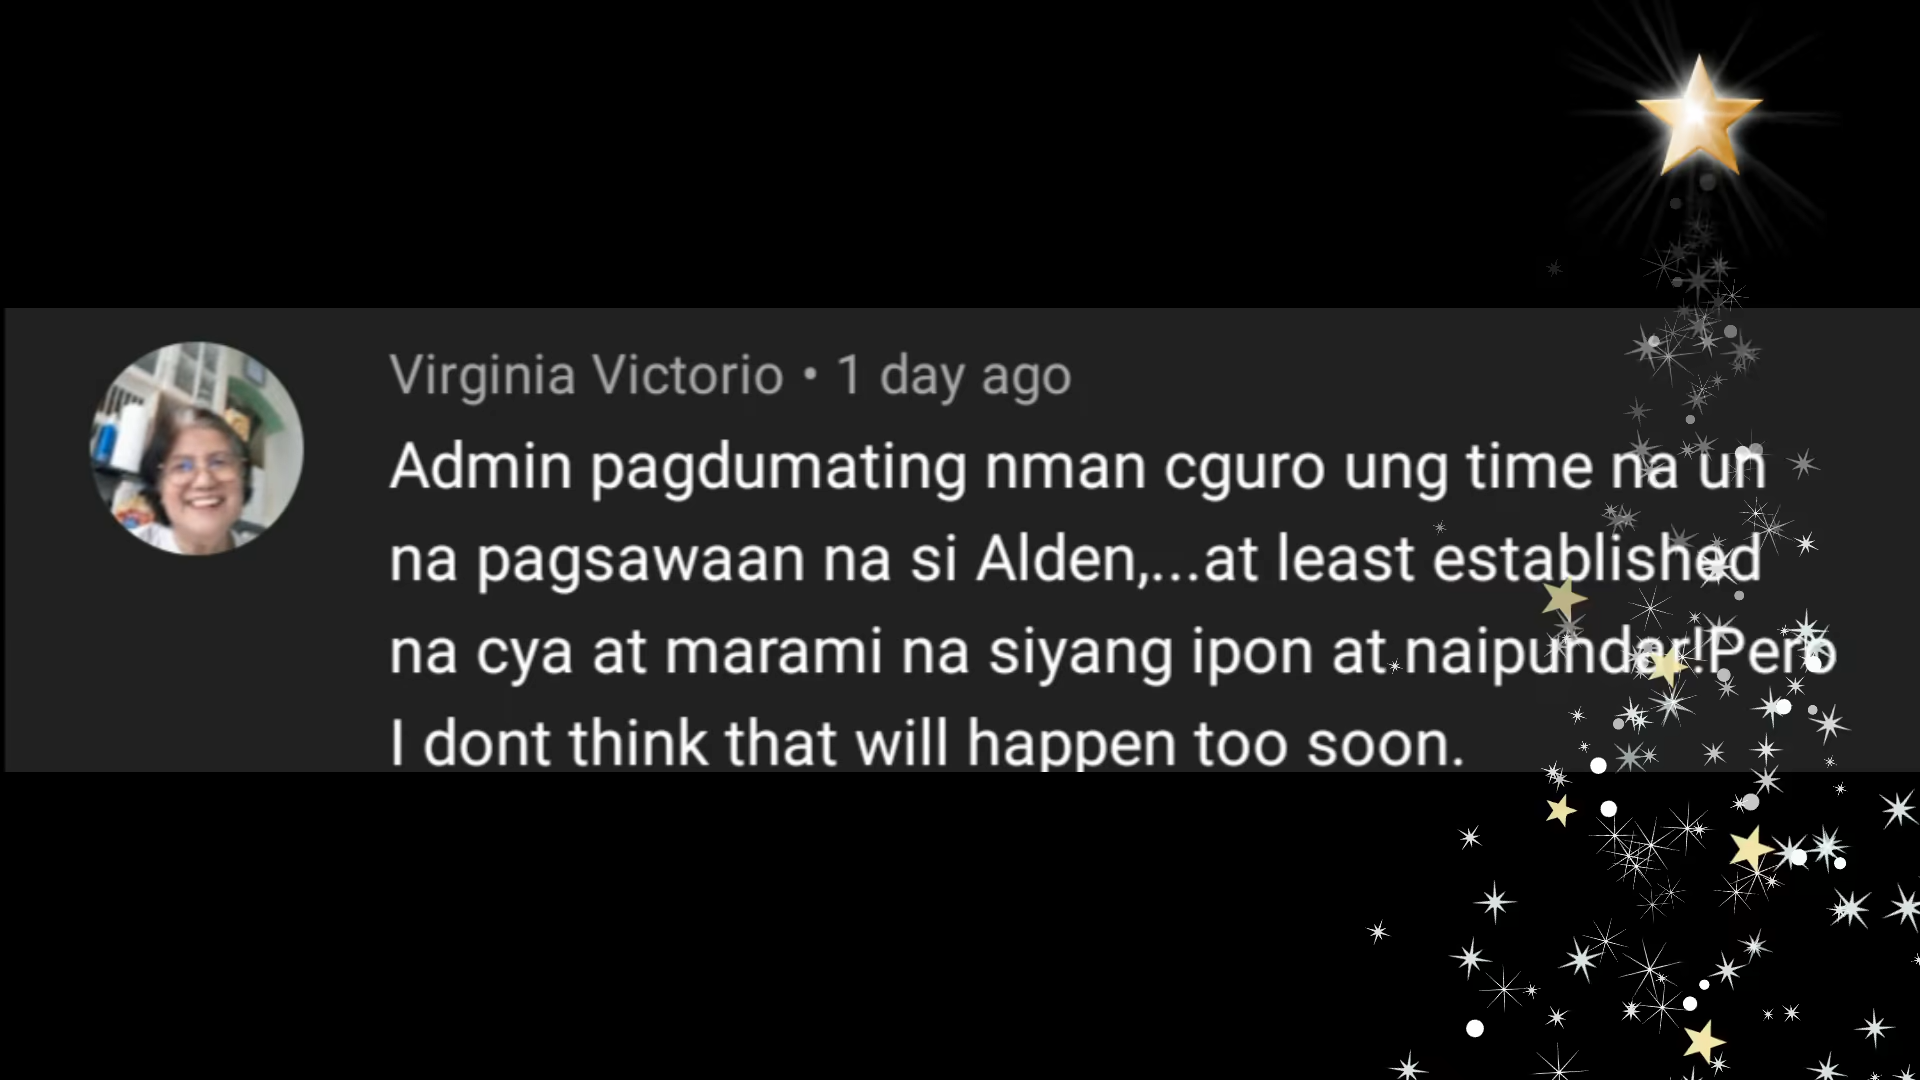 Virginia Victorio • 1 day ago
Admin pagdumating nman cguro ung time na un
na pagsawaan na si Alden,...at least established
na cya at marami na siyang ipon at naipundar!Pero
I dont think that will happen too soon.